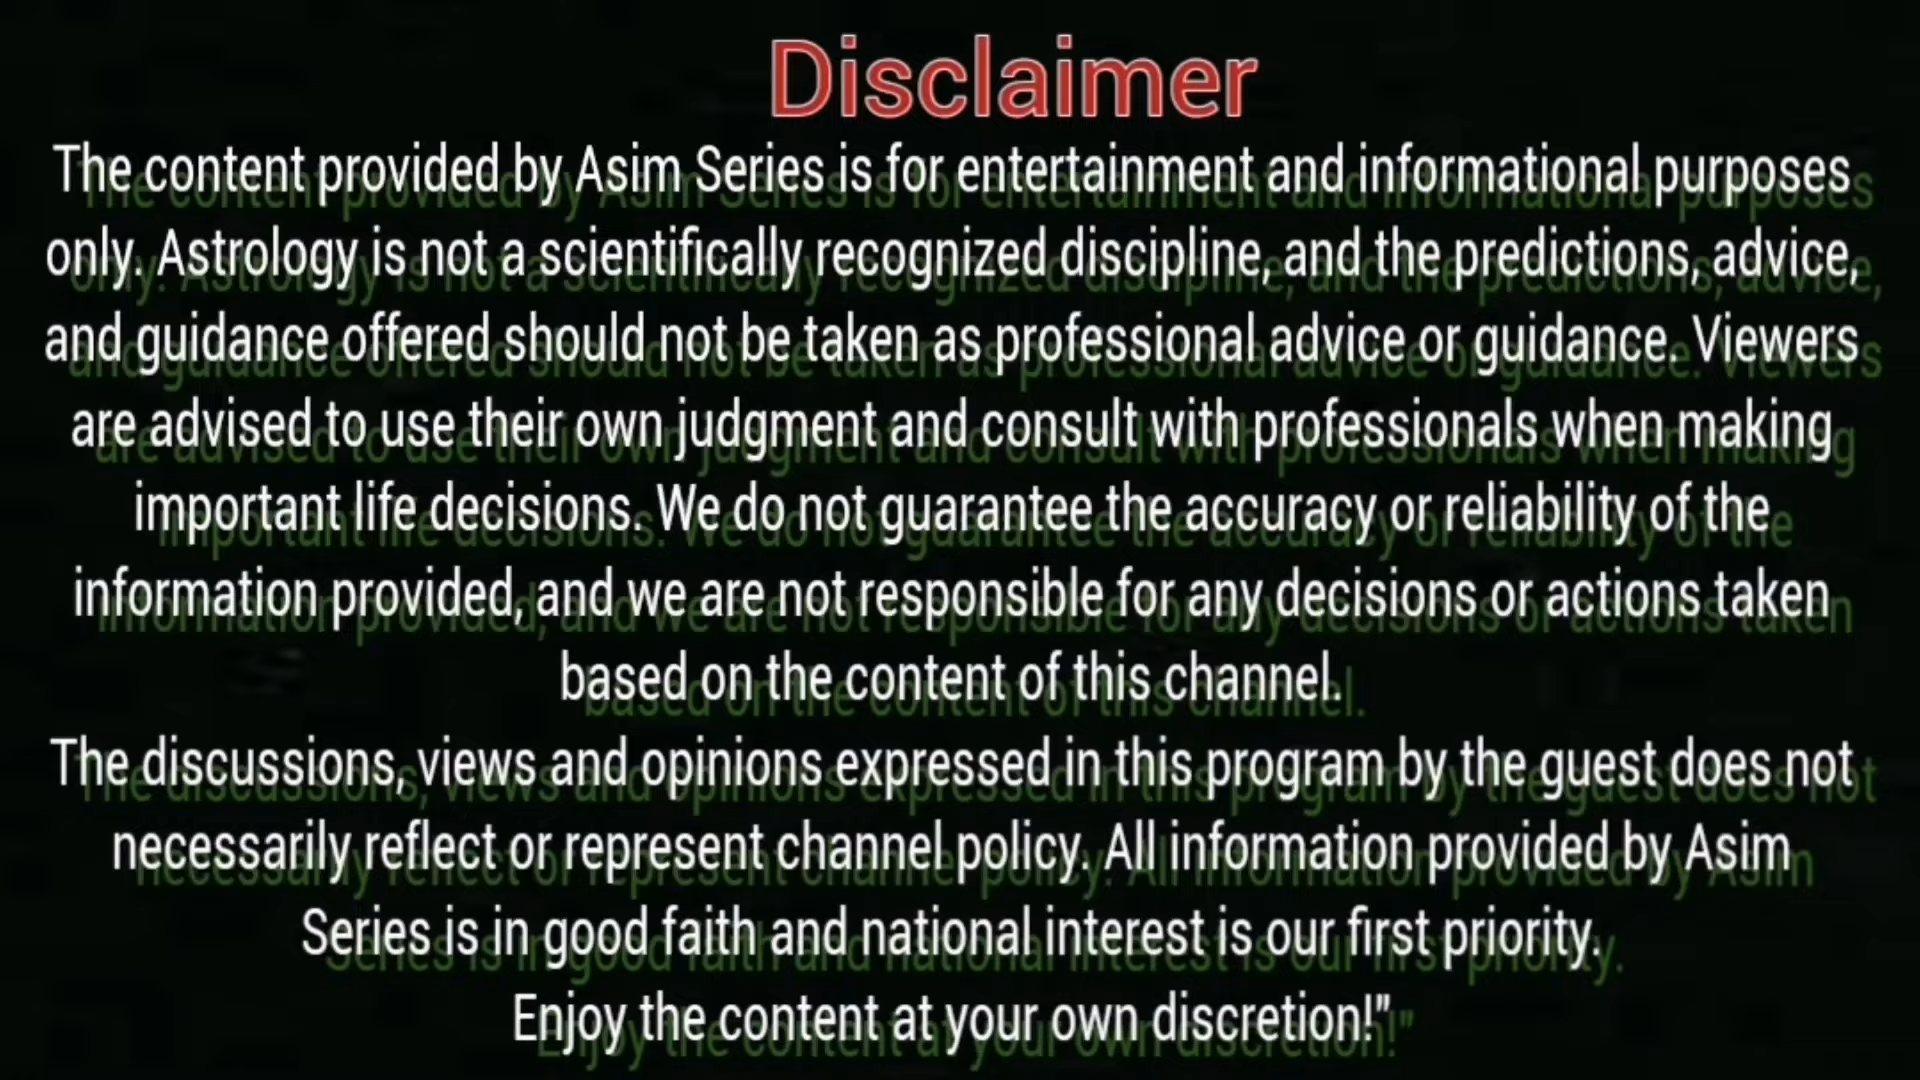 Disclaimer
The content provided by Asim Series is for entertainment and informational purposes
only. Astrology is not a scientifically recognized discipline, and the predictions, advice,
and guidance offered should not be taken as professional advice or guidance. Viewers
are advised to use their own judgment and consult with professionals when making
important life decisions. We do not guarantee the accuracy or reliability of the
information provided, and we are not responsible for any decisions or actions taken
based on the content of this channel.
The discussions, views and opinions expressed in this program by the guest does not
necessarily reflect or represent channel policy. All information provided by Asim
Series is in good faith and national interest is our first priority.
Enjoy the content at your own discretion!"